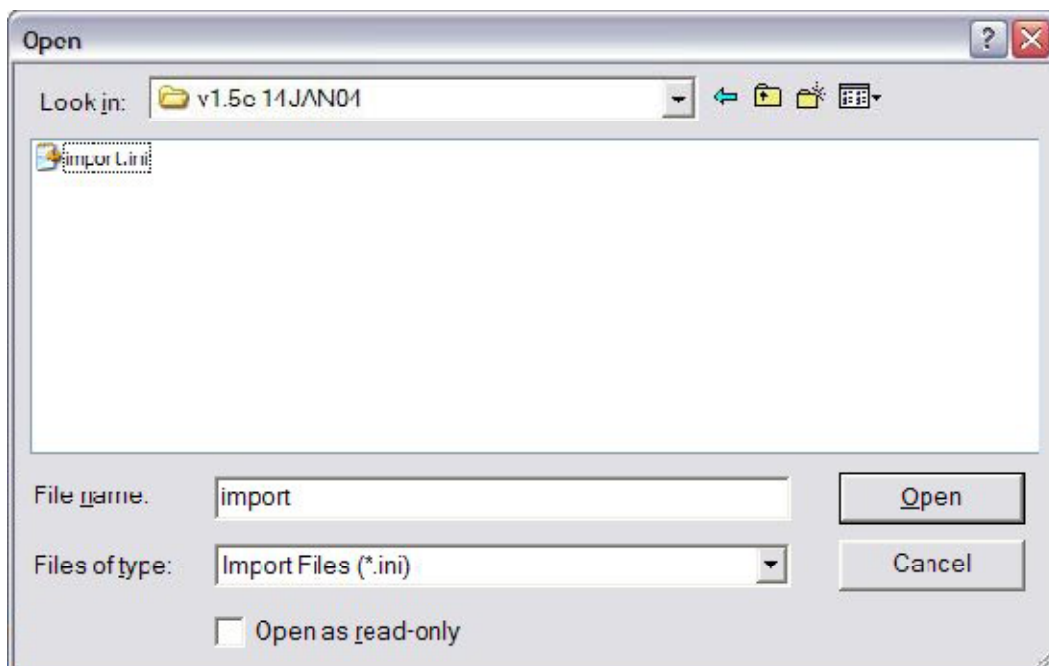 Open
Look in: v1.5c 14JAN04
import.ini
File name: import
Open
Files of type: Import Files (*.ini)
Cancel
Open as read-only